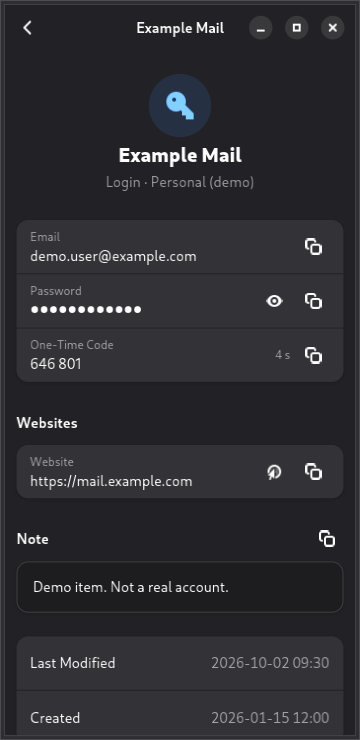 Example Mail
Example Mail
Login · Personal (demo)
Email
demo.user@example.com
Password
●●●●●●●●●●●●
One-Time Code
646 801
4 s
Websites
Website
https://mail.example.com
Note
Demo item. Not a real account.
Last Modified
2026-10-02 09:30
Created
2026-01-15 12:00